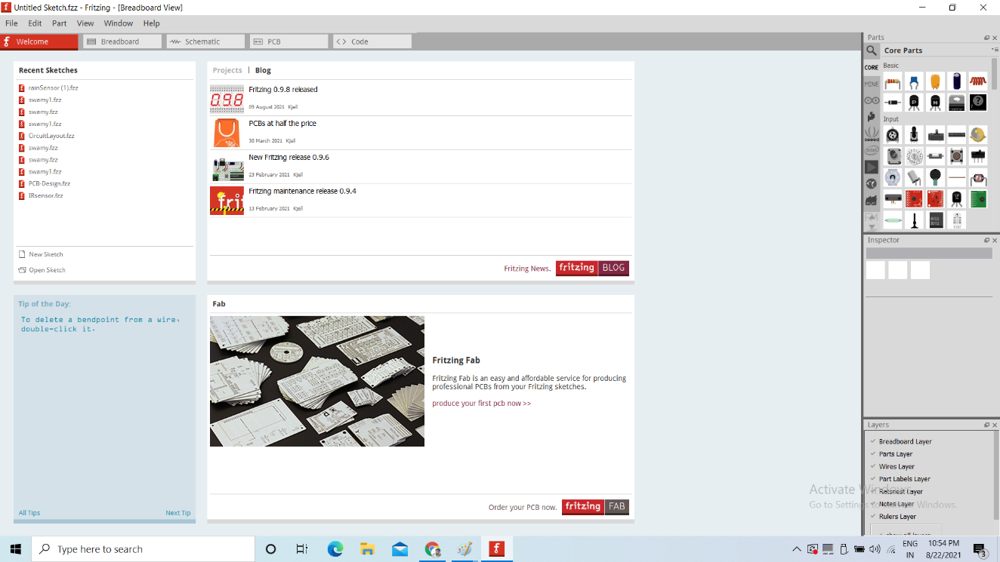 Untitled Sketch.fzz - Fritzing - [Breadboard View]
File Edit Part View Window Help
Welcome Breadboard Schematic PCB Code
Parts
Core Parts
CORE
Basic
MINE
Input
Recent Sketches
rainSensor (1).fzz
swamy1.fzz
swamy.fzz
swamy1.fzz
CircuitLayout.fzz
swamy.fzz
swamy.fzz
swamy1.fzz
PCB-Design.fzz
IRsensor.fzz
New Sketch
Open Sketch
Projects | Blog
Fritzing 0.9.8 released
09 August 2021 Kjell
PCBs at half the price
30 March 2021 Kjell
New Fritzing release 0.9.6
23 February 2021 Kjell
Fritzing maintenance release 0.9.4
13 February 2021 Kjell
Fritzing News. fritzing BLOG
Tip of the Day:
To delete a bendpoint from a wire,
double-click it.
All Tips Next Tip
Fab
Fritzing Fab
Fritzing Fab is an easy and affordable service for producing
professional PCBs from your Fritzing sketches.
produce your first pcb now >>
Order your PCB now. fritzing FAB
Inspector
Layers
Breadboard Layer
Parts Layer
Wires Layer
Part Labels Layer
Ratsnest Layer
Notes Layer
Rulers Layer
Activate Windows
Go to Settings to activate Windows.
Type here to search
ENG
IN
10:54 PM
8/22/2021
3